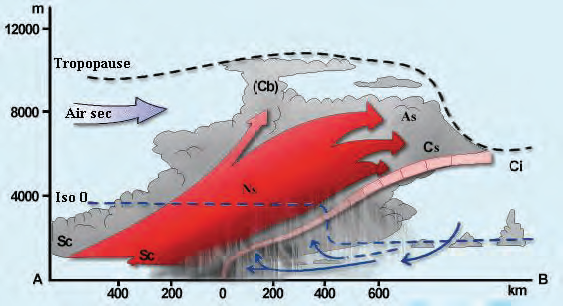 m
12000
Tropopause
(Cb)
8000
Air sec
As
Cs
Ci
Ns
4000
Iso 0
Sc
Sc
A
B
400
200
0
200
400
600
km